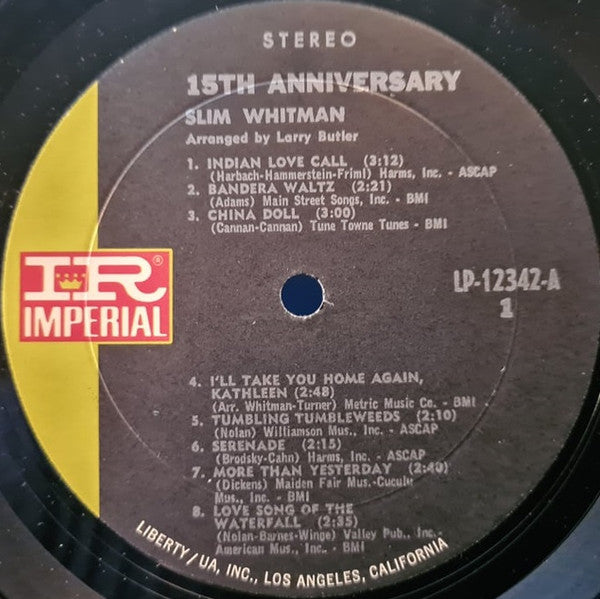 STEREO
15TH ANNIVERSARY
SLIM WHITMAN
Arranged by Larry Butler
1. INDIAN LOVE CALL (3:12)
(Harbach-Hammerstein-Friml) Harms, Inc. - ASCAP
2. BANDERA WALTZ (2:21)
(Adams) Main Street Songs, Inc. - BMI
3. CHINA DOLL (3:00)
(Cannan-Cannan) Tune Towne Tunes - BMI
IR®
IMPERIAL
LP-12342-A
1
4. I'LL TAKE YOU HOME AGAIN,
KATHLEEN (2:48)
(Arr. Whitman-Turner) Metric Music Co. - BMI
5. TUMBLING TUMBLEWEEDS (2:10)
(Nolan) Williamson Mus., Inc. - ASCAP
6. SERENADE (2:15)
(Brodsky-Cahn) Harms, Inc. - ASCAP
7. MORE THAN YESTERDAY (2:40)
(Dickens) Maiden Fair Mus.-Cuculu
Mus., Inc. - BMI
8. LOVE SONG OF THE
WATERFALL (2:35)
(Nolan-Barnes-Winge) Valley Pub., Inc.-
American Mus., Inc. - BMI
LIBERTY/UA, INC., LOS ANGELES, CALIFORNIA